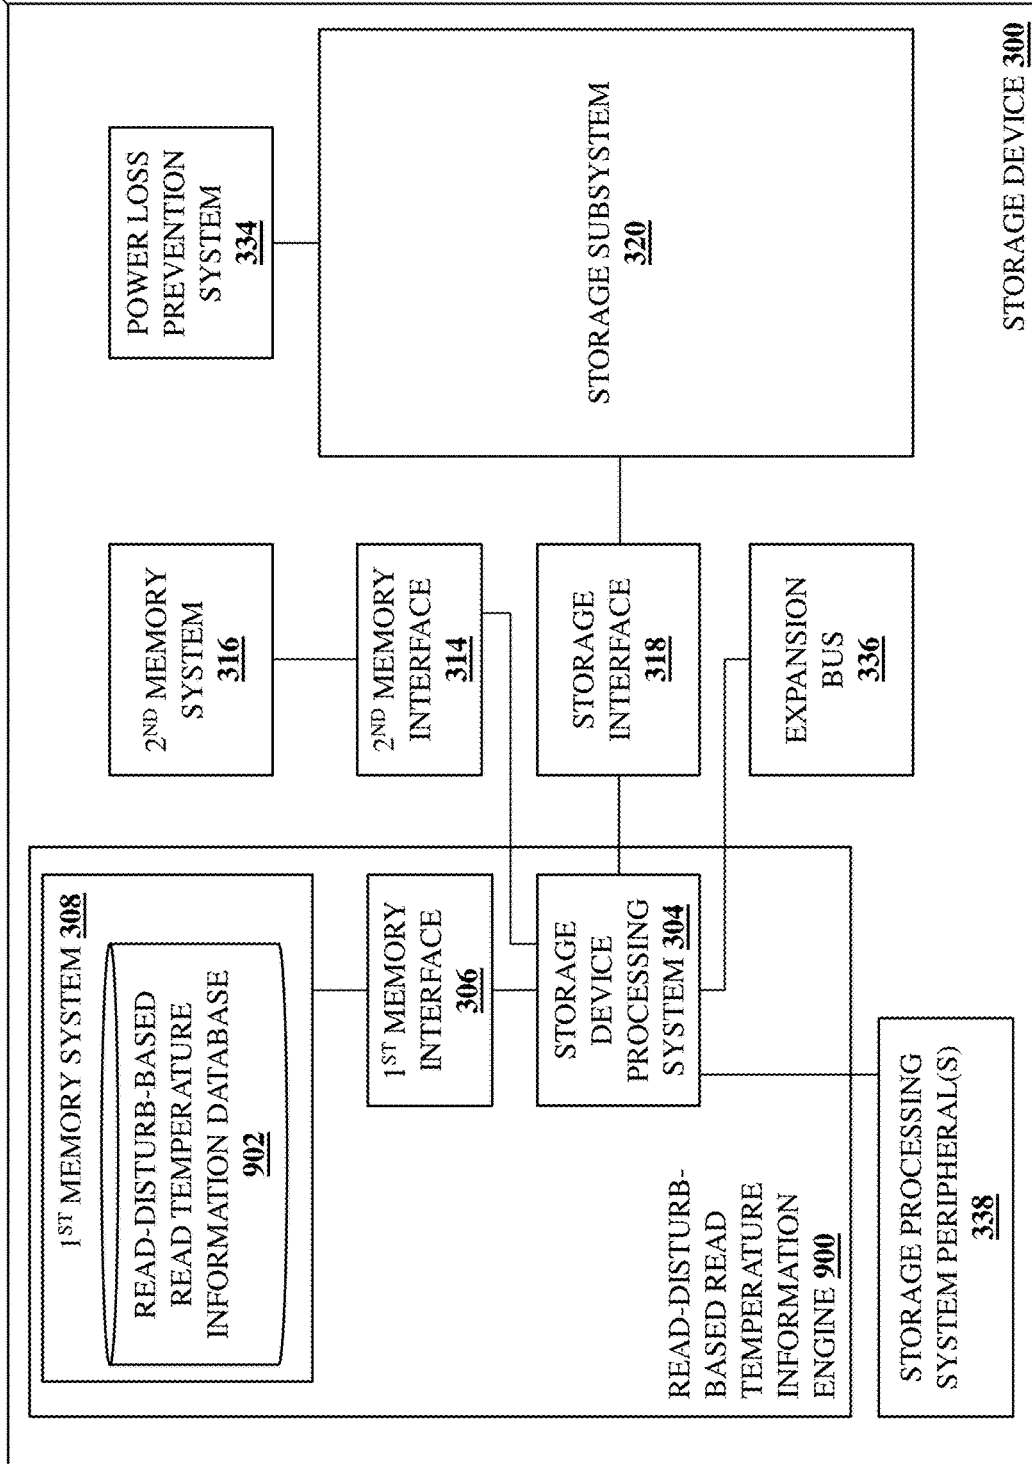 1ST MEMORY SYSTEM 308
READ-DISTURB-BASED
READ TEMPERATURE
INFORMATION DATABASE
902
1ST MEMORY
INTERFACE
306
STORAGE
DEVICE
PROCESSING
SYSTEM 304
READ-DISTURB-
BASED READ
TEMPERATURE
INFORMATION
ENGINE 900
STORAGE PROCESSING
SYSTEM PERIPHERAL(S)
338
2ND MEMORY
SYSTEM
316
2ND MEMORY
INTERFACE
314
STORAGE
INTERFACE
318
EXPANSION
BUS
336
POWER LOSS
PREVENTION
SYSTEM
334
STORAGE SUBSYSTEM
320
STORAGE DEVICE 300